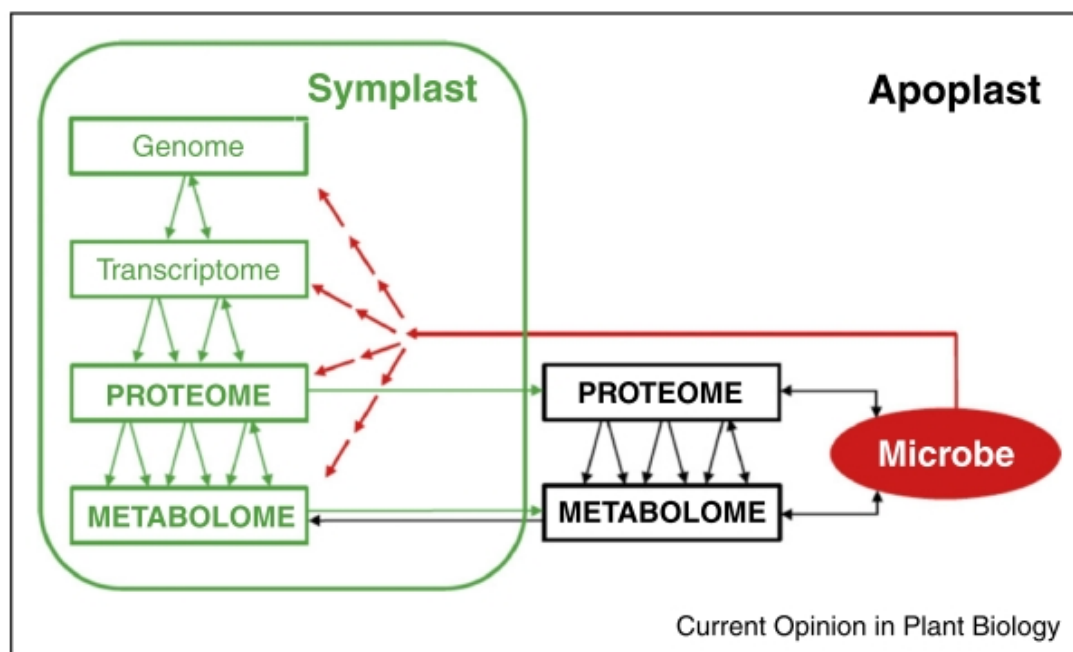 Symplast
Apoplast
Genome
Transcriptome
PROTEOME
PROTEOME
Microbe
METABOLOME
METABOLOME
Current Opinion in Plant Biology